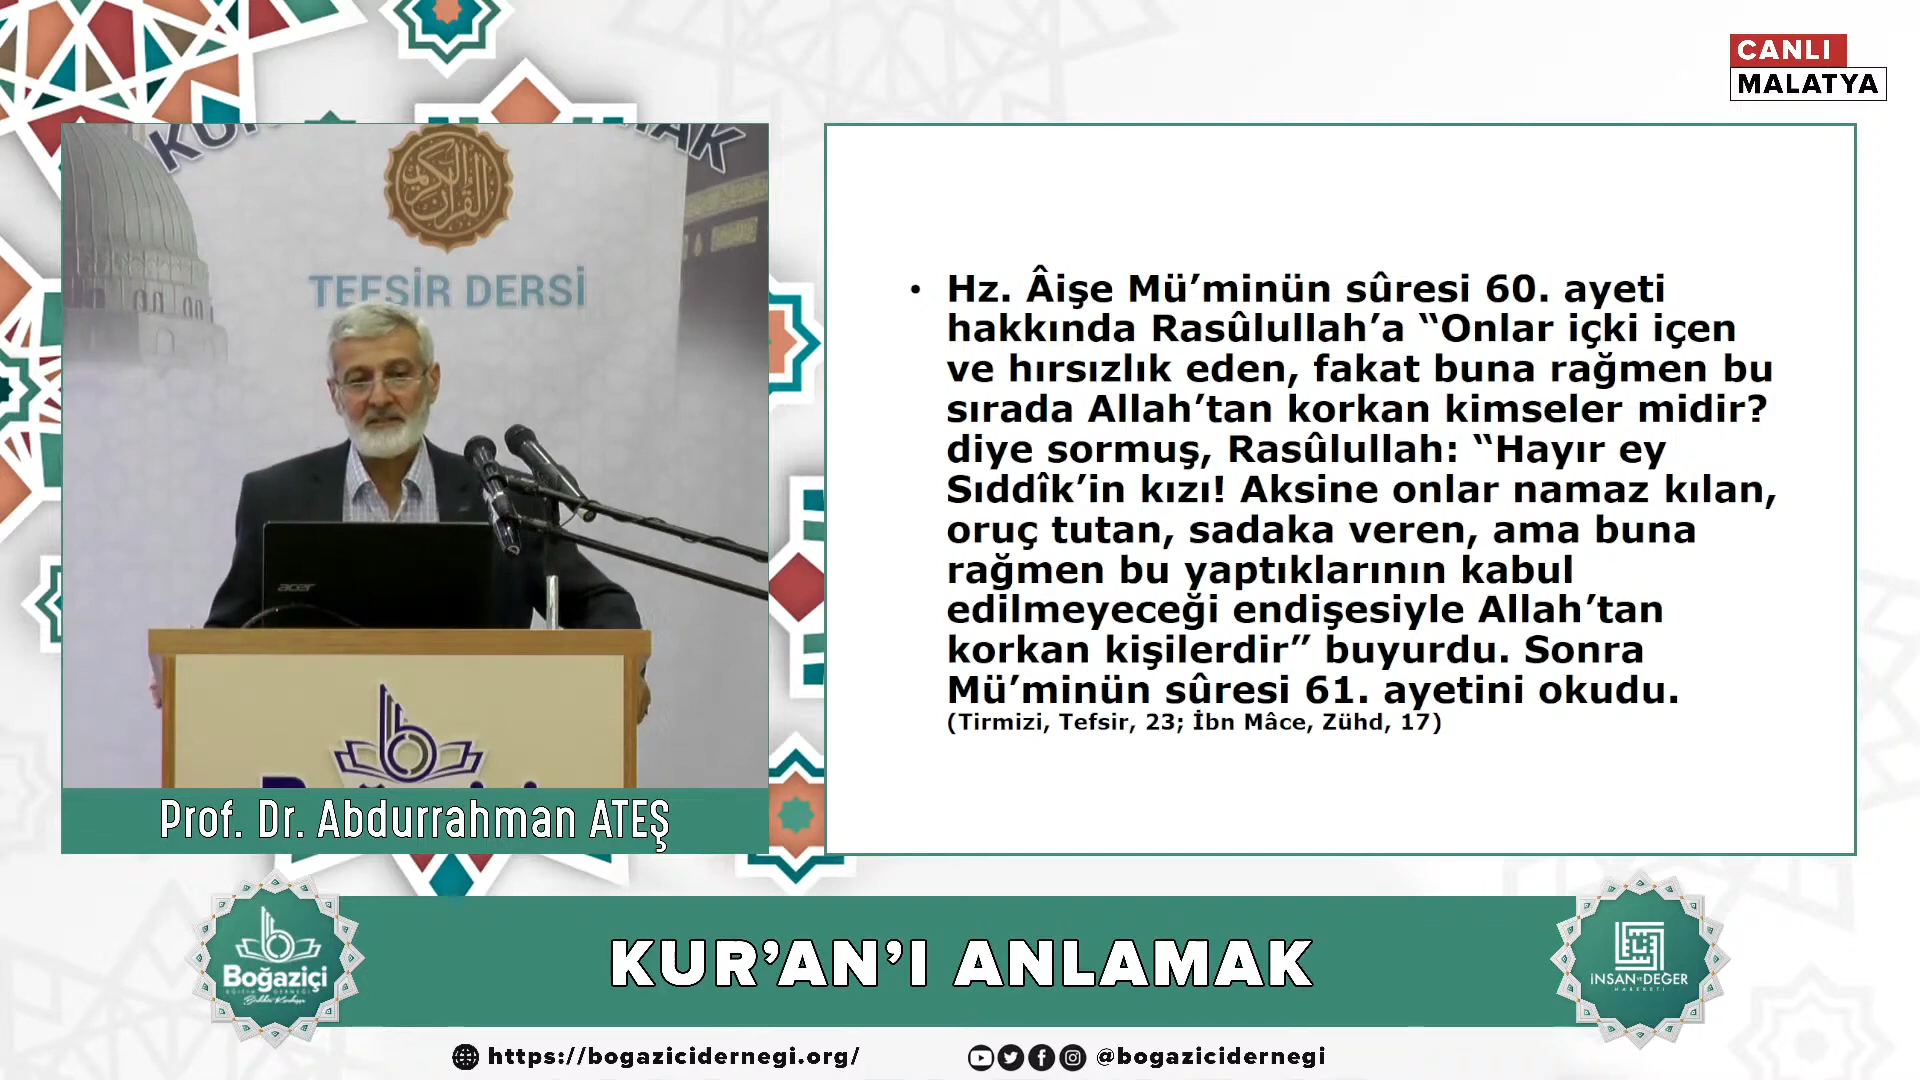 CANLI
MALATYA
TEFSİR DERSİ
acer
Prof. Dr. Abdurrahman ATEŞ
• Hz. Âişe Mü’minün sûresi 60. ayeti
hakkında Rasûlullah’a “Onlar içki içen
ve hırsızlık eden, fakat buna rağmen bu
sırada Allah’tan korkan kimseler midir?
diye sormuş, Rasûlullah: “Hayır ey
Sıddîk’in kızı! Aksine onlar namaz kılan,
oruç tutan, sadaka veren, ama buna
rağmen bu yaptıklarının kabul
edilmeyeceği endişesiyle Allah’tan
korkan kişilerdir” buyurdu. Sonra
Mü’minün sûresi 61. ayetini okudu.
(Tirmizi, Tefsir, 23; İbn Mâce, Zühd, 17)
Boğaziçi
KUR’AN’I ANLAMAK
İNSAN VE DEĞER
HAREKETİ
https://bogazicidernegi.org/
@bogazicidernegi